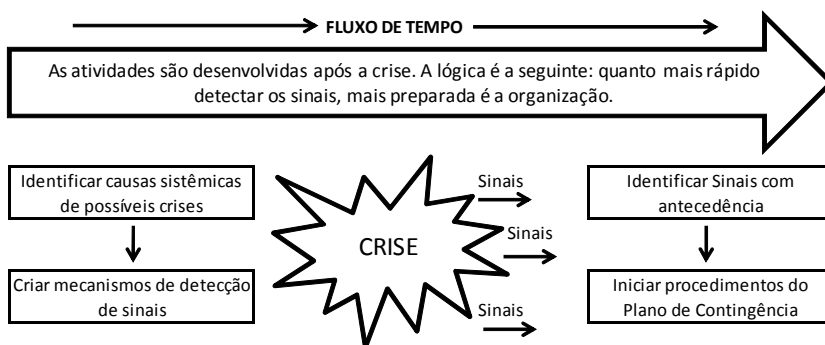 FLUXO DE TEMPO
As atividades são desenvolvidas após a crise. A lógica é a seguinte: quanto mais rápido
detectar os sinais, mais preparada é a organização.
Identificar causas sistêmicas
de possíveis crises
Criar mecanismos de detecção
de sinais
CRISE
Sinais
Sinais
Sinais
Identificar Sinais com
antecedência
Iniciar procedimentos do
Plano de Contingência